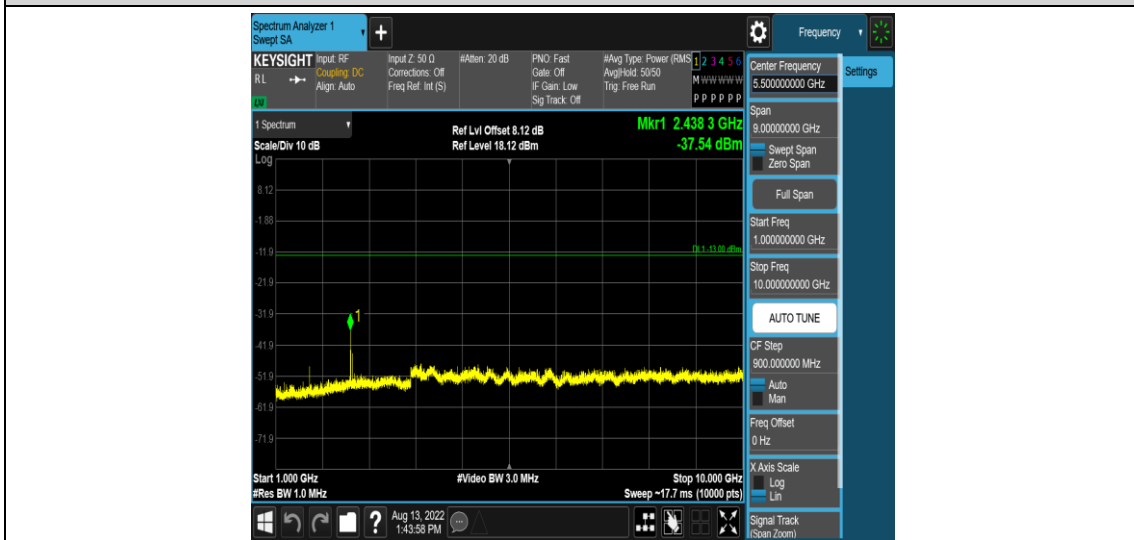 Spectrum Analyzer 1
Swept SA
+
Frequency
KEYSIGHT
RL
LXI
Input: RF
Coupling: DC
Align: Auto
Input Z: 50 Ω
Corrections: Off
Freq Ref: Int (S)
#Atten: 20 dB
PNO: Fast
Gate: Off
IF Gain: Low
Sig Track: Off
#Avg Type: Power (RMS
Avg|Hold: 50/50
Trig: Free Run
1 2 3 4 5 6
M W W W W W
P P P P P P
1 Spectrum
Scale/Div 10 dB
Log
Ref Lvl Offset 8.12 dB
Ref Level 18.12 dBm
Mkr1 2.438 3 GHz
-37.54 dBm
8.12
-1.88
-11.9
DL1 -13.00 dBm
-21.9
-31.9
1
-41.9
-51.9
-61.9
-71.9
Start 1.000 GHz
#Video BW 3.0 MHz
Stop 10.000 GHz
#Res BW 1.0 MHz
Sweep ~17.7 ms (10000 pts)
?
Aug 13, 2022
1:43:58 PM
Center Frequency
5.500000000 GHz
Settings
Span
9.00000000 GHz
Swept Span
Zero Span
Full Span
Start Freq
1.000000000 GHz
Stop Freq
10.000000000 GHz
AUTO TUNE
CF Step
900.000000 MHz
Auto
Man
Freq Offset
0 Hz
X Axis Scale
Log
Lin
Signal Track
(Span Zoom)